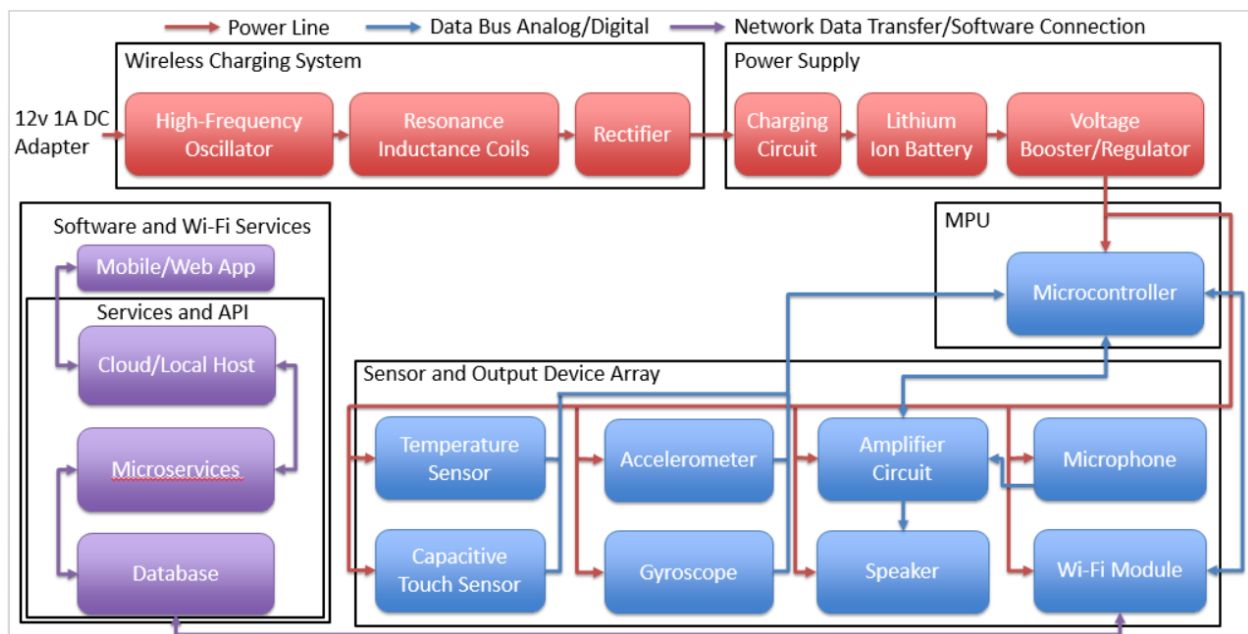 Power Line
Data Bus Analog/Digital
Network Data Transfer/Software Connection
Wireless Charging System
Power Supply
12v 1A DC
Adapter
High-Frequency
Oscillator
Resonance
Inductance Coils
Rectifier
Charging
Circuit
Lithium
Ion Battery
Voltage
Booster/Regulator
Software and Wi-Fi Services
Mobile/Web App
Services and API
Cloud/Local Host
Microservices
Database
MPU
Microcontroller
Sensor and Output Device Array
Temperature
Sensor
Accelerometer
Amplifier
Circuit
Microphone
Capacitive
Touch Sensor
Gyroscope
Speaker
Wi-Fi Module